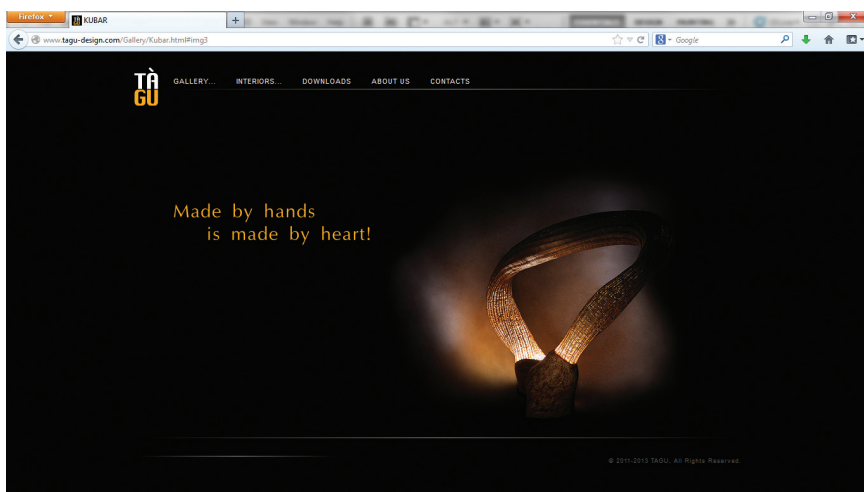 Firefox
KUBAR
www.tagu-design.com/Gallery/Kubar.html#img3
Google
TÀ
GU
GALLERY...
INTERIORS...
DOWNLOADS
ABOUT US
CONTACTS
Made by hands
is made by heart!
© 2011-2013 TAGU. All Rights Reserved.